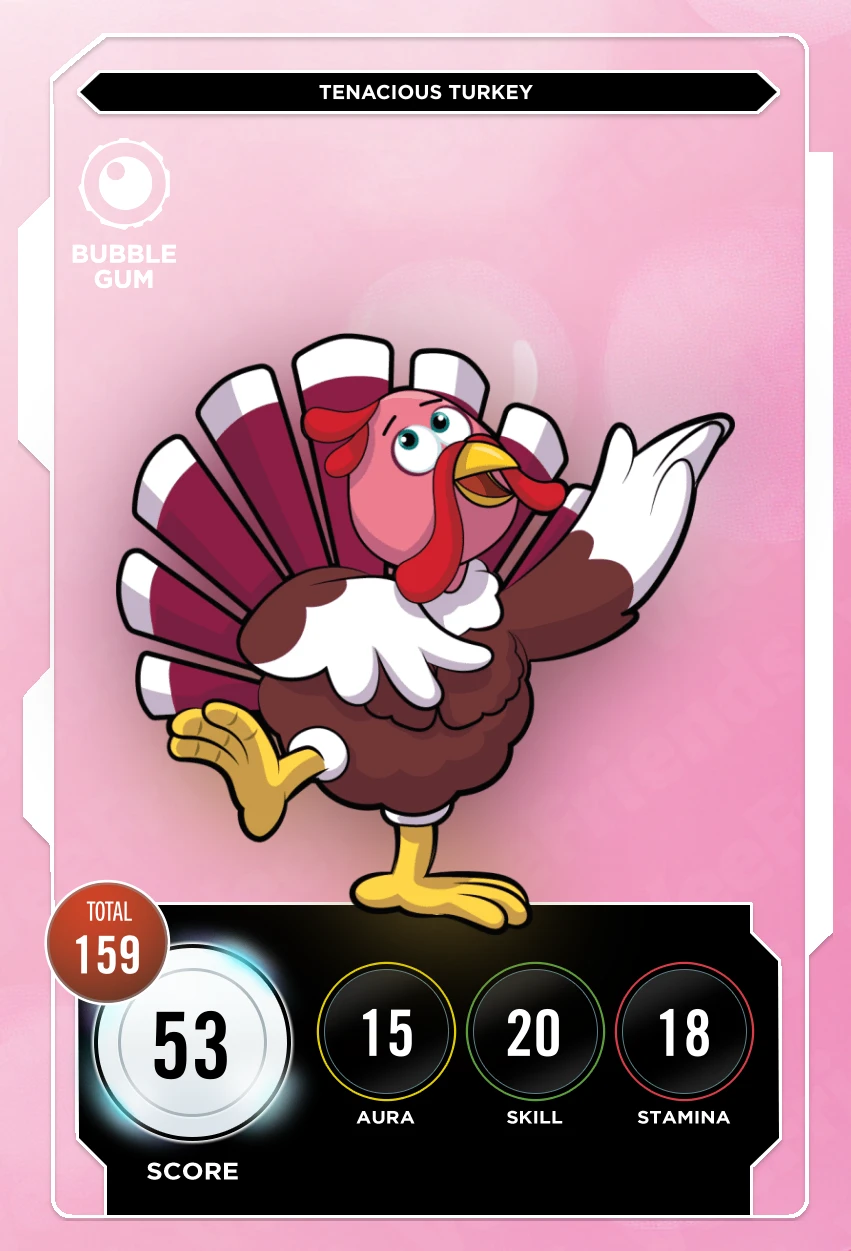 TENACIOUS TURKEY
BUBBLE
GUM
TOTAL
159
53
15
20
18
AURA
SKILL
STAMINA
SCORE